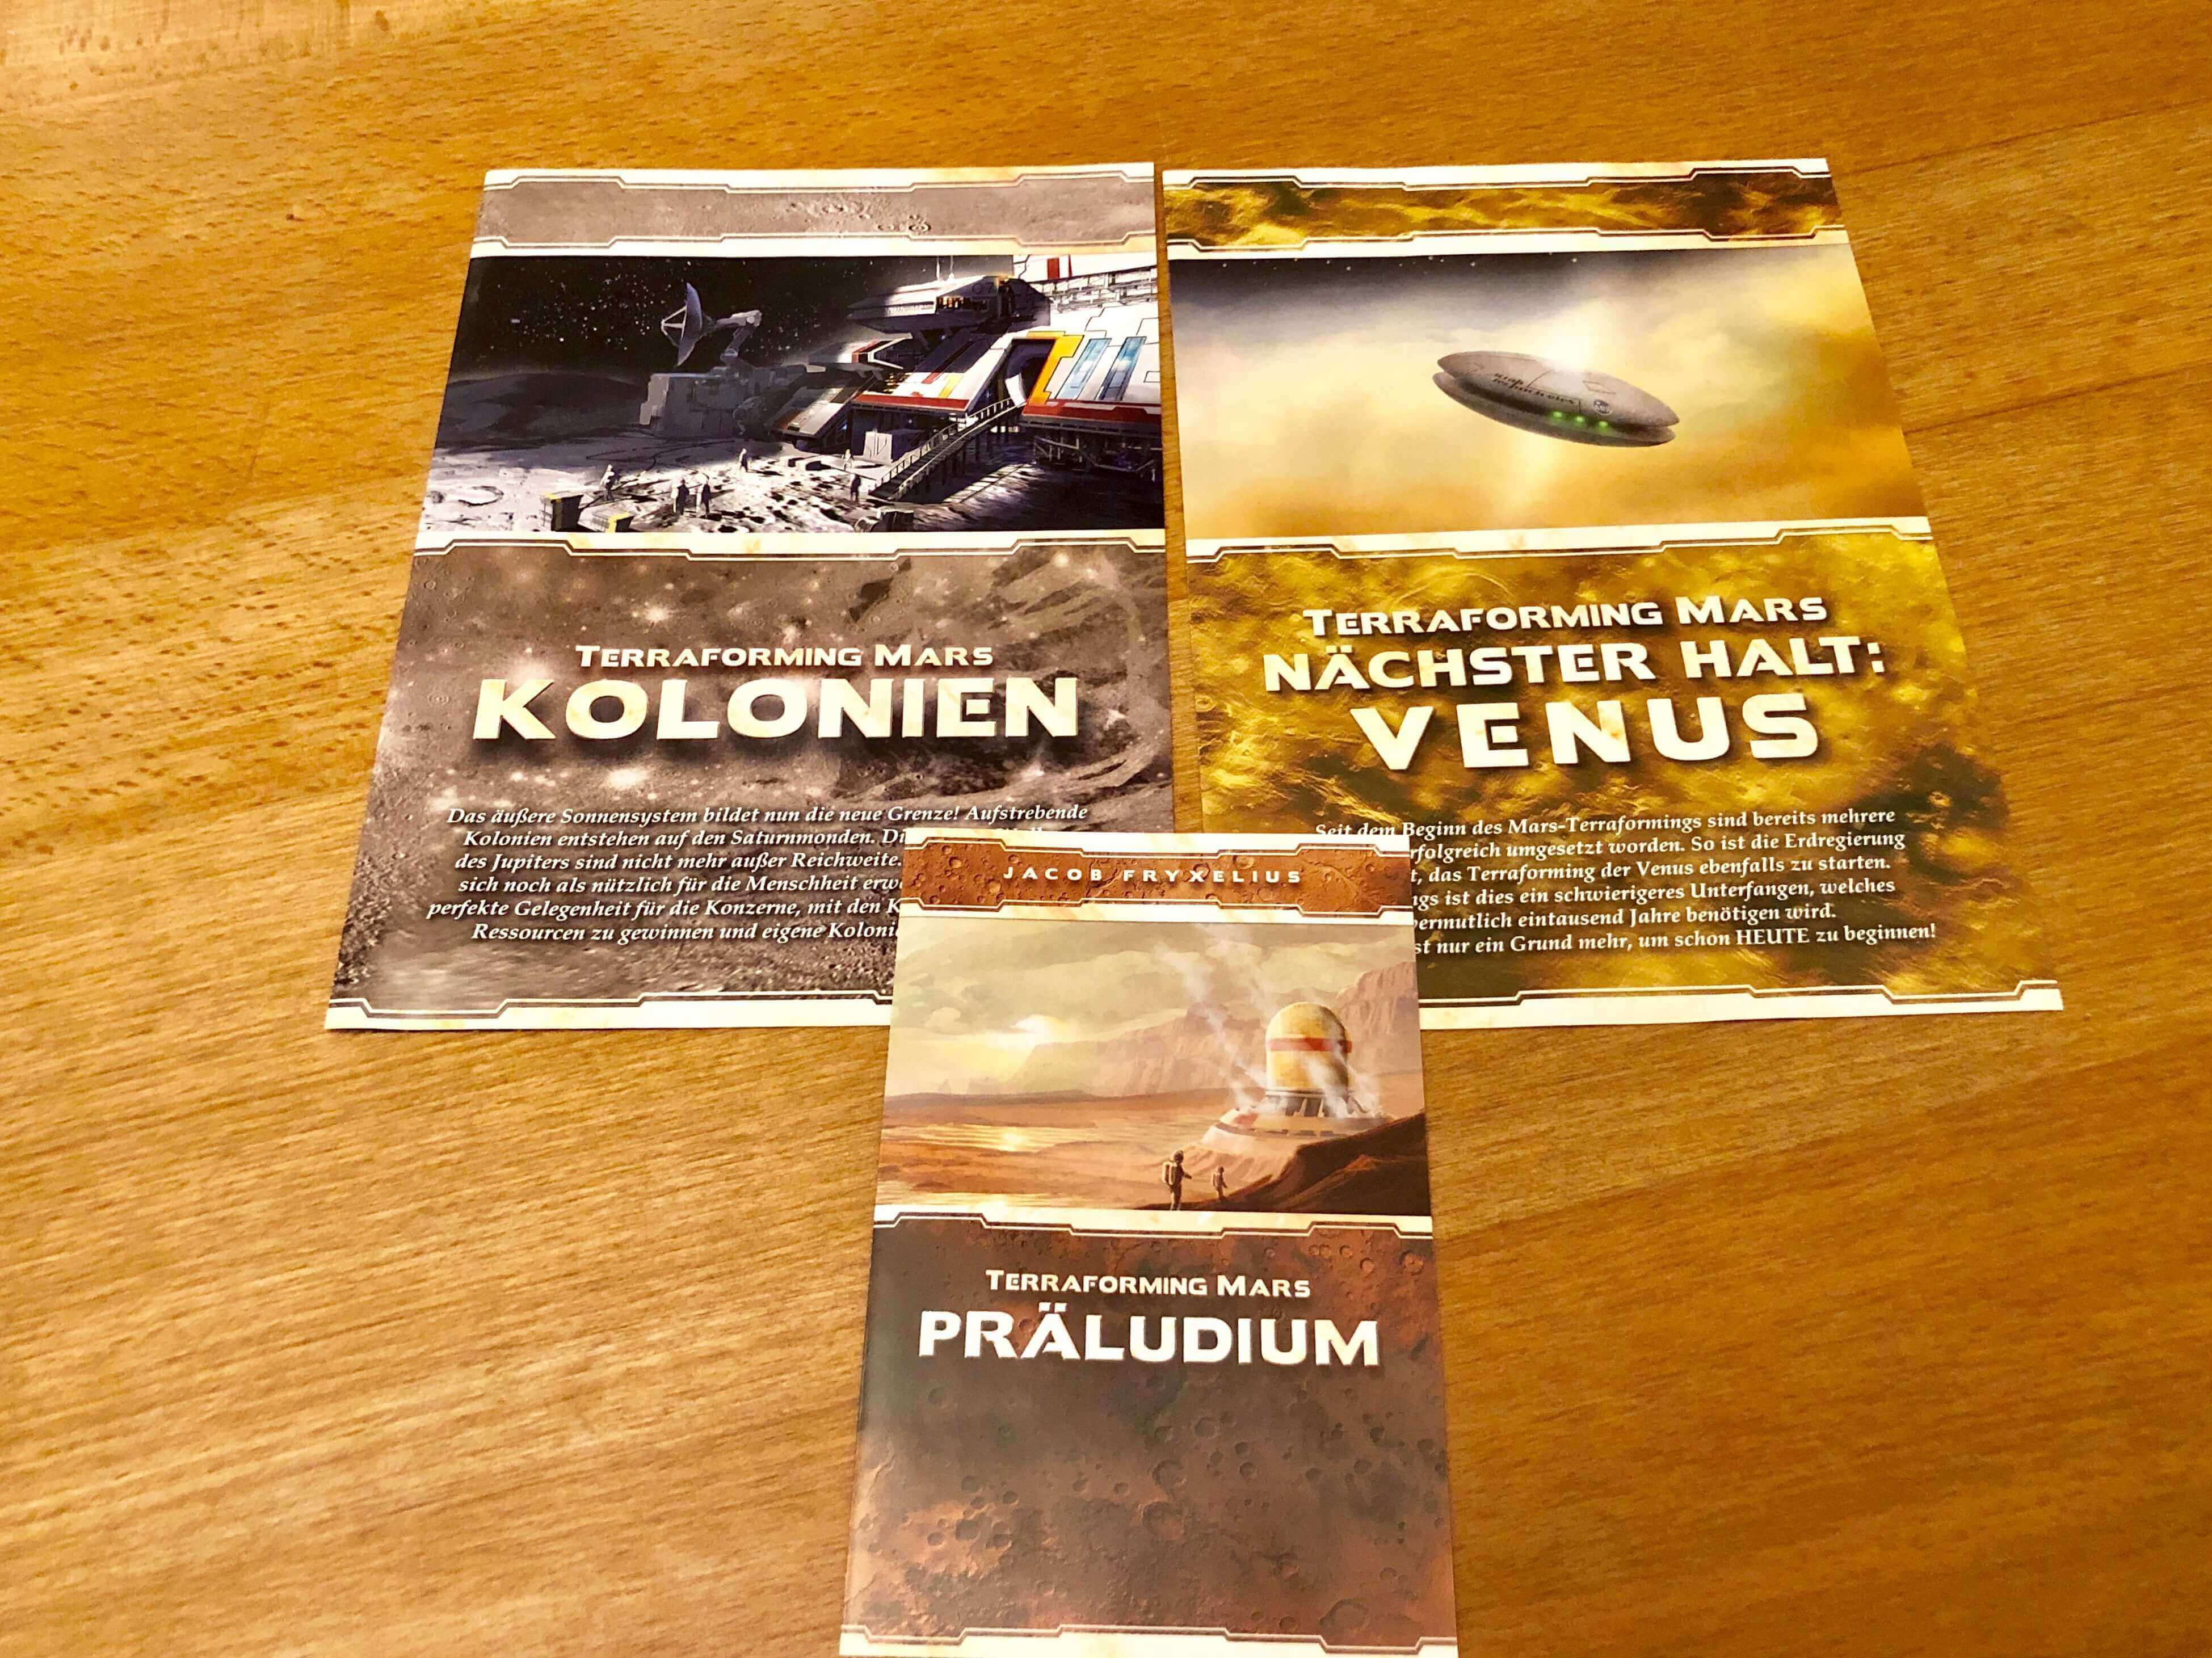 TERRAFORMING MARS
KOLONIEN
Das äußere Sonnensystem bildet nun die neue Grenze! Aufstrebende
Kolonien entstehen auf den Saturnmonden. Di
des Jupiters sind nicht mehr außer Reichweite.
sich noch als nützlich für die Menschheit erw
perfekte Gelegenheit für die Konzerne, mit den K
Ressourcen zu gewinnen und eigene Koloni
TERRAFORMING MARS
NÄCHSTER HALT:
VENUS
Seit dem Beginn des Mars-Terraformings sind bereits mehrere
rfolgreich umgesetzt worden. So ist die Erdregierung
t, das Terraforming der Venus ebenfalls zu starten.
ngs ist dies ein schwierigeres Unterfangen, welches
vermutlich eintausend Jahre benötigen wird.
st nur ein Grund mehr, um schon HEUTE zu beginnen!
JACOB FRYXELIUS
TERRAFORMING MARS
PRÄLUDIUM